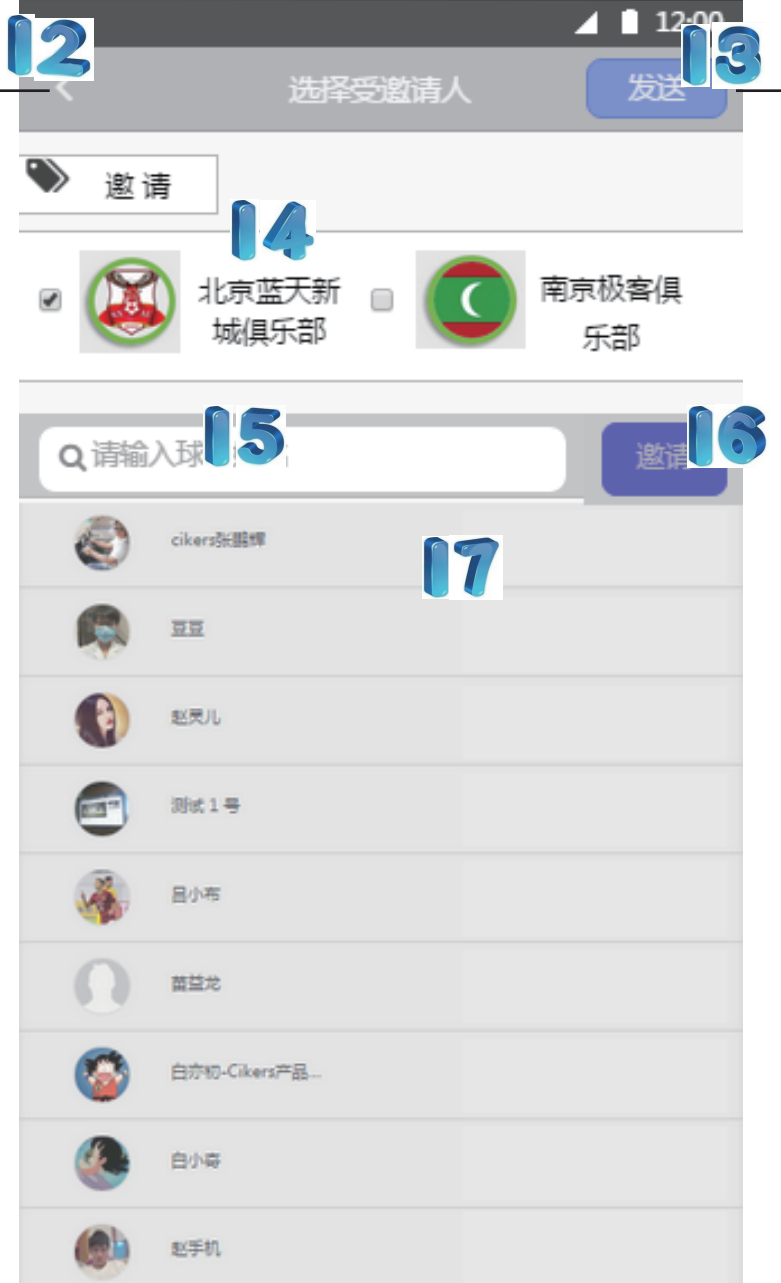 12
12:00
13
选择受邀请人
发送
邀 请
14
北京蓝天新
城俱乐部
南京极客俱
乐部
请输入球
15
邀请
16
cikers张鹏辉
17
豆豆
赵灵儿
测试 1 号
吕小布
苗益龙
白亦初-Cikers产品...
白小奇
赵手机